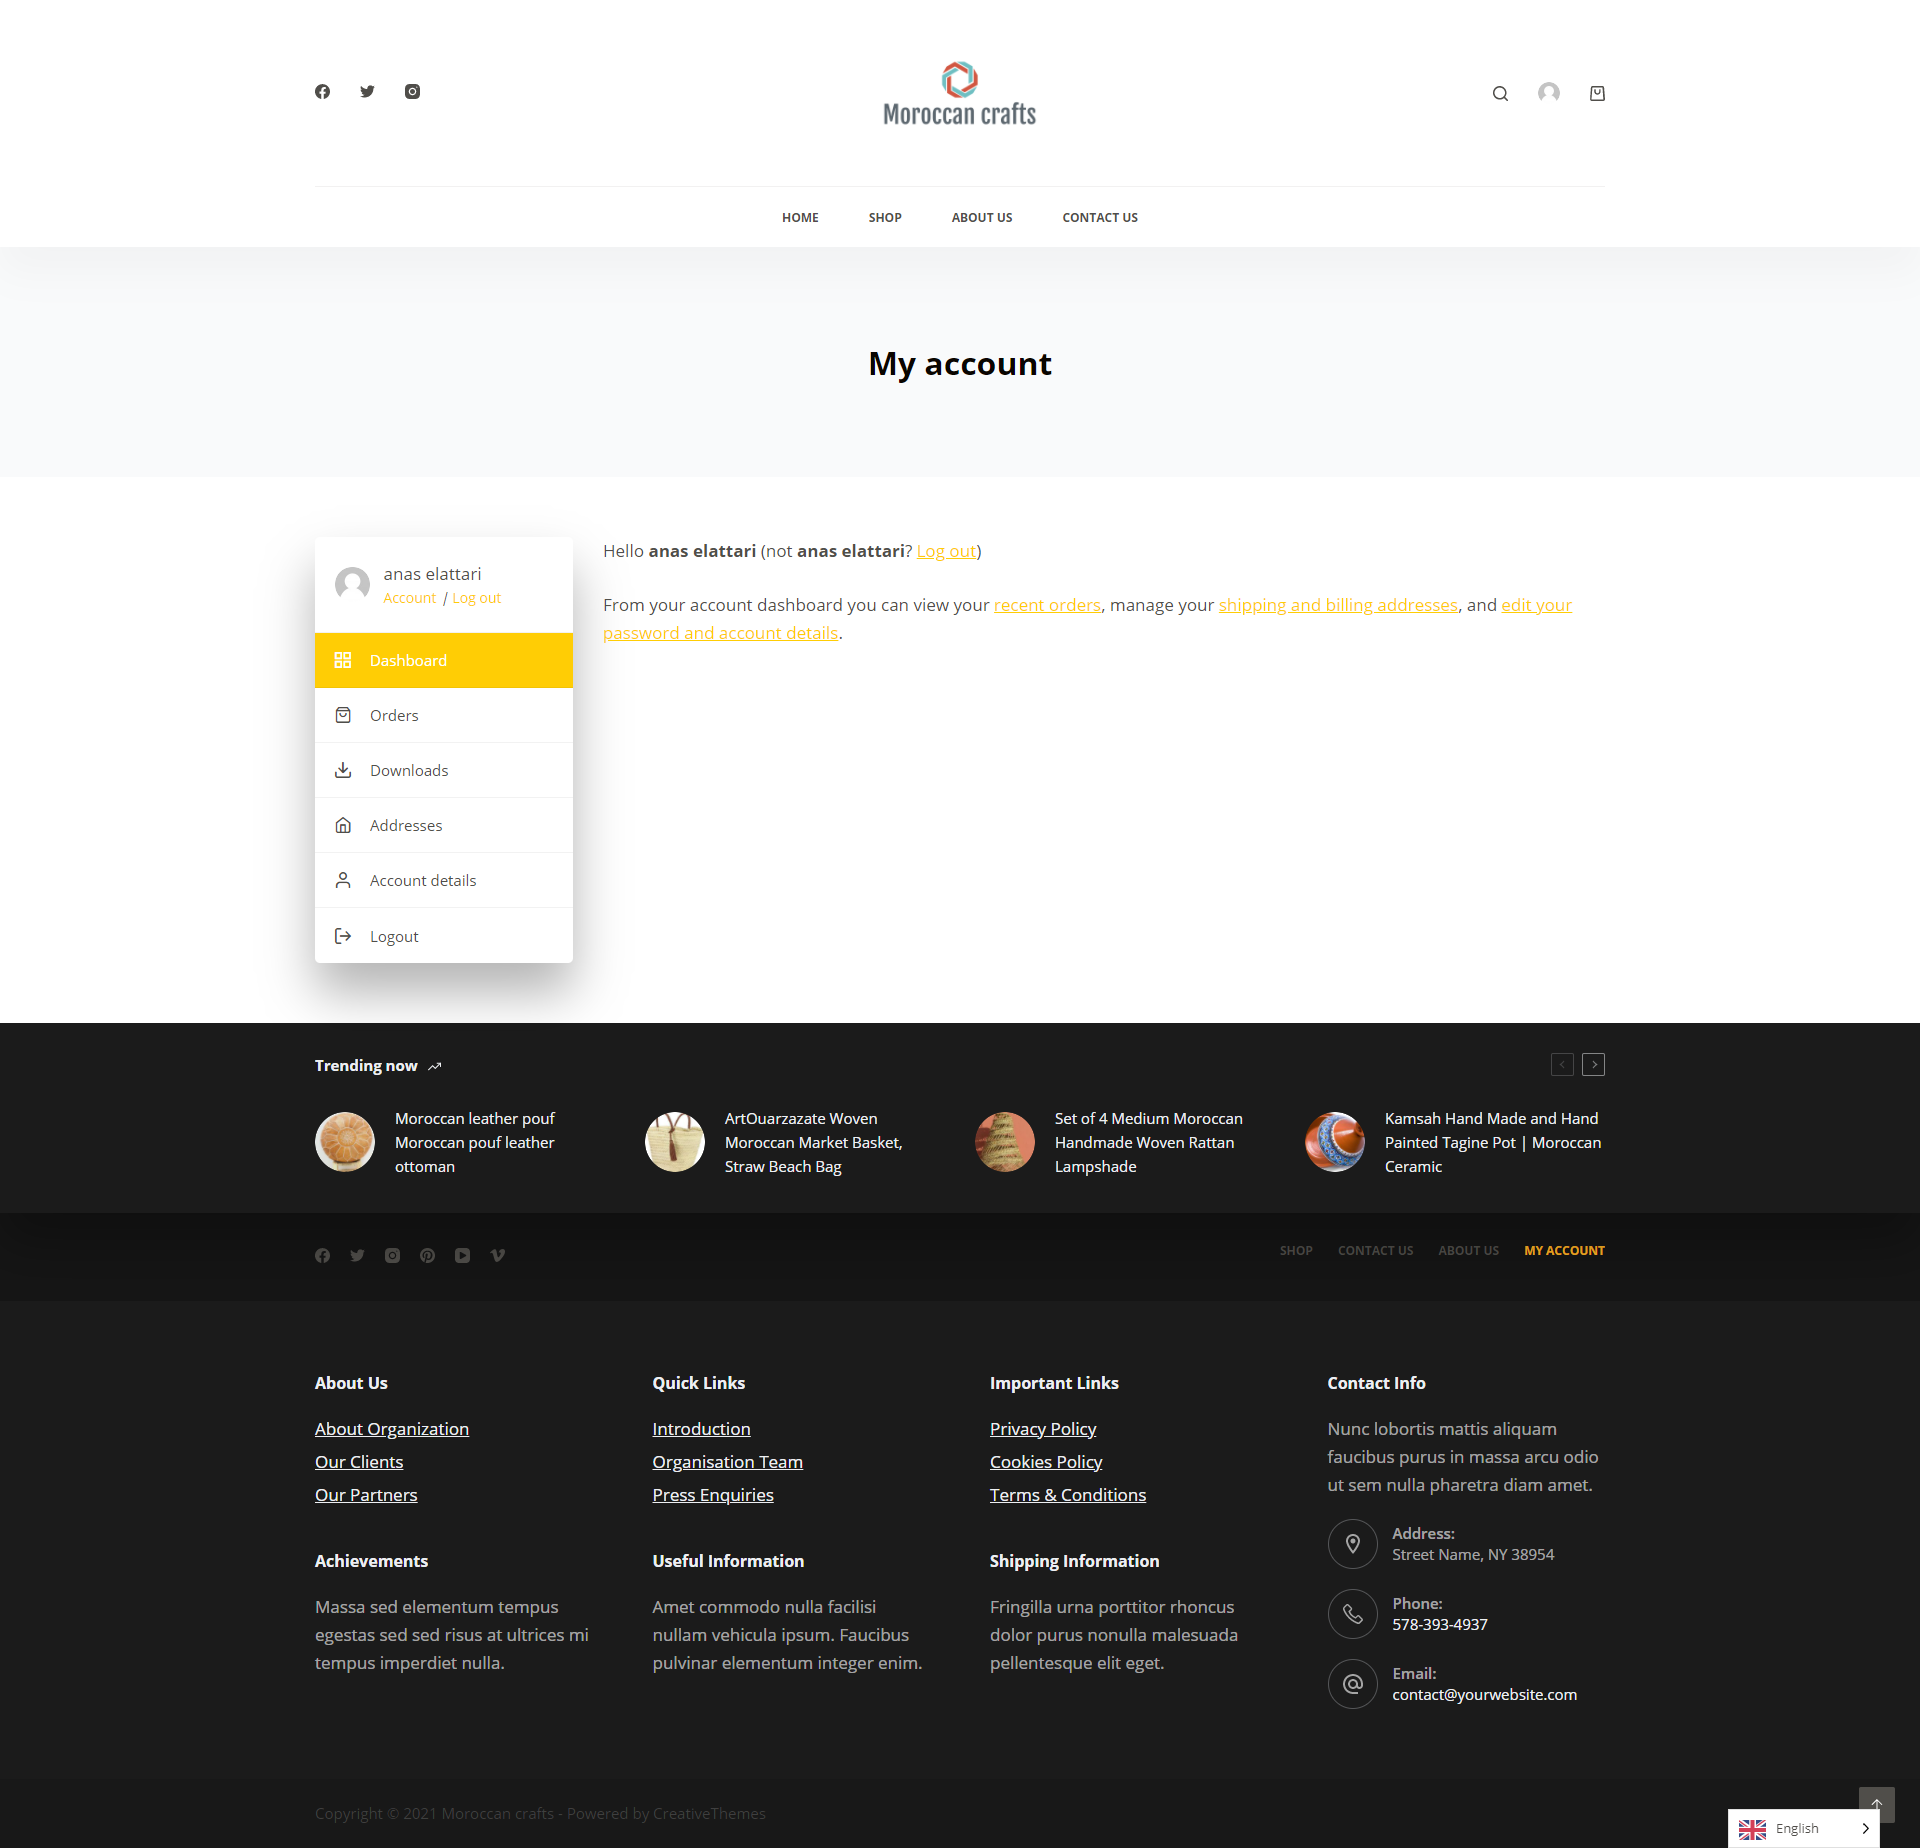 Moroccan crafts
HOME
SHOP
ABOUT US
CONTACT US
My account
anas elattari
Account / Log out
Dashboard
Orders
Downloads
Addresses
Account details
Logout
Hello anas elattari (not anas elattari? Log out)
From your account dashboard you can view your recent orders, manage your shipping and billing addresses, and edit your
password and account details.
Trending now
Moroccan leather pouf
Moroccan pouf leather
ottoman
ArtOuarzazate Woven
Moroccan Market Basket,
Straw Beach Bag
Set of 4 Medium Moroccan
Handmade Woven Rattan
Lampshade
Kamsah Hand Made and Hand
Painted Tagine Pot | Moroccan
Ceramic
SHOP
CONTACT US
ABOUT US
MY ACCOUNT
About Us
About Organization
Our Clients
Our Partners
Quick Links
Introduction
Organisation Team
Press Enquiries
Important Links
Privacy Policy
Cookies Policy
Terms & Conditions
Contact Info
Nunc lobortis mattis aliquam
faucibus purus in massa arcu odio
ut sem nulla pharetra diam amet.
Address:
Street Name, NY 38954
Phone:
578-393-4937
Email:
contact@yourwebsite.com
Achievements
Massa sed elementum tempus
egestas sed sed risus at ultrices mi
tempus imperdiet nulla.
Useful Information
Amet commodo nulla facilisi
nullam vehicula ipsum. Faucibus
pulvinar elementum integer enim.
Shipping Information
Fringilla urna porttitor rhoncus
dolor purus nonulla malesuada
pellentesque elit eget.
Copyright © 2021 Moroccan crafts - Powered by CreativeThemes
English